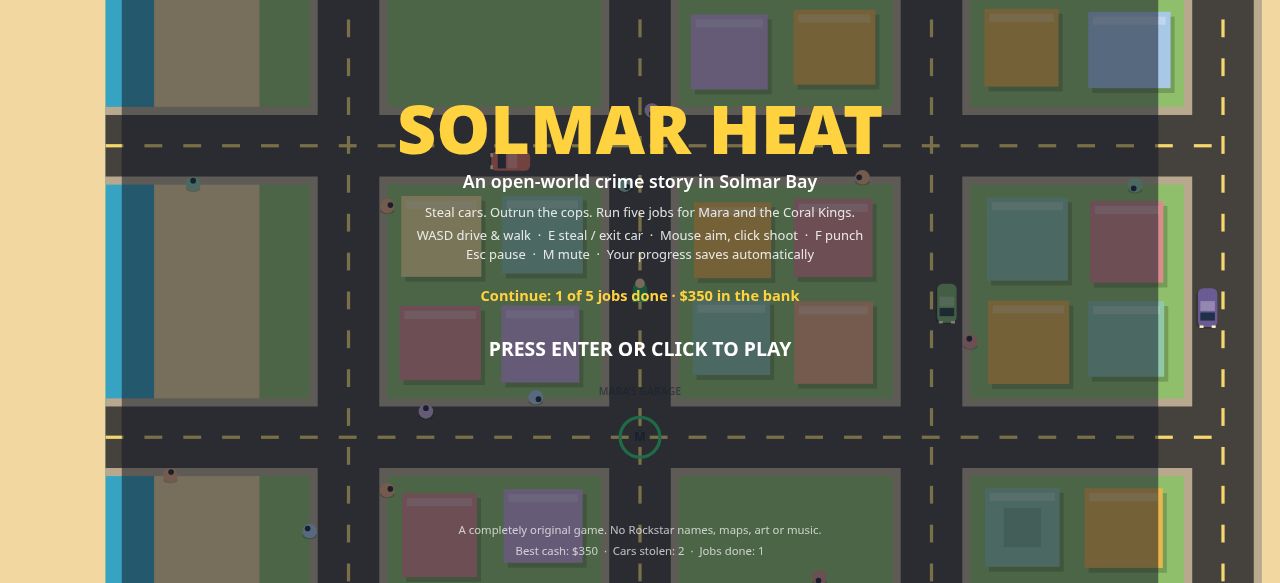 SOLMAR HEAT
An open-world crime story in Solmar Bay
Steal cars. Outrun the cops. Run five jobs for Mara and the Coral Kings.
WASD drive & walk · E steal / exit car · Mouse aim, click shoot · F punch
Esc pause · M mute · Your progress saves automatically
Continue: 1 of 5 jobs done · $350 in the bank
PRESS ENTER OR CLICK TO PLAY
MARA'S GARAGE
M
A completely original game. No Rockstar names, maps, art or music.
Best cash: $350 · Cars stolen: 2 · Jobs done: 1